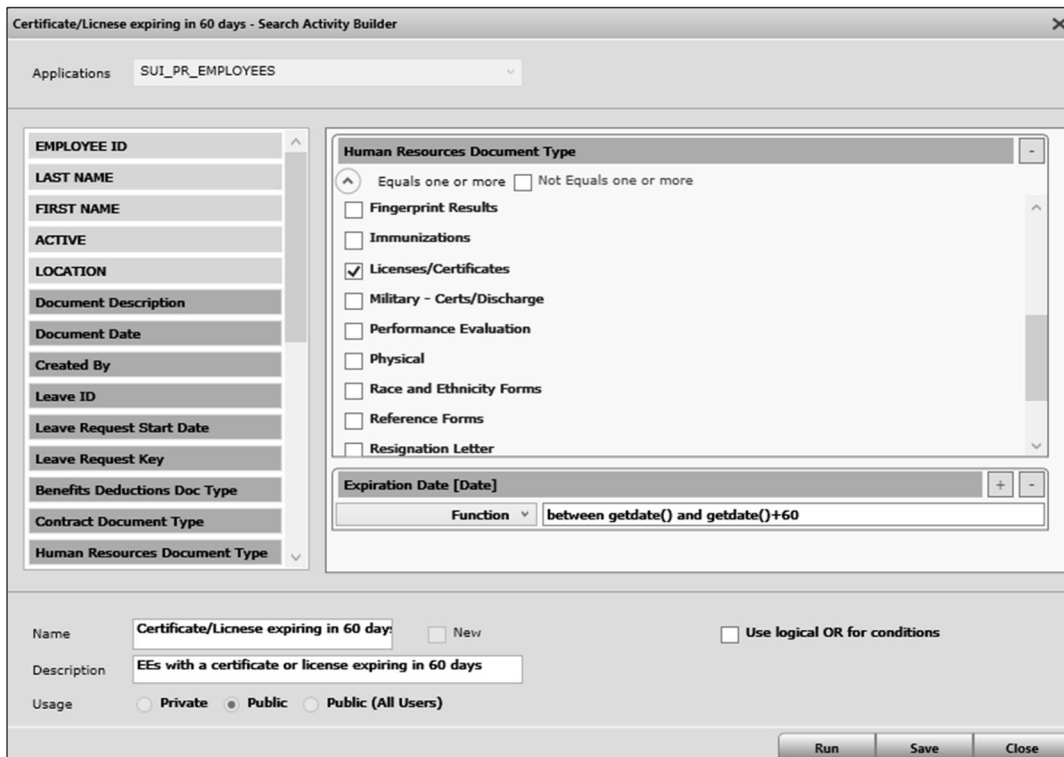 Certificate/Licnese expiring in 60 days - Search Activity Builder
Applications SUI_PR_EMPLOYEES
EMPLOYEE ID
LAST NAME
FIRST NAME
ACTIVE
LOCATION
Document Description
Document Date
Created By
Leave ID
Leave Request Start Date
Leave Request Key
Benefits Deductions Doc Type
Contract Document Type
Human Resources Document Type
Human Resources Document Type -
Equals one or more Not Equals one or more
Fingerprint Results
Immunizations
Licenses/Certificates
Military - Certs/Discharge
Performance Evaluation
Physical
Race and Ethnicity Forms
Reference Forms
Resignation Letter
Expiration Date [Date] + -
Function between getdate() and getdate()+60
Name Certificate/Licnese expiring in 60 days New Use logical OR for conditions
Description EEs with a certificate or license expiring in 60 days
Usage Private Public Public (All Users)
Run Save Close